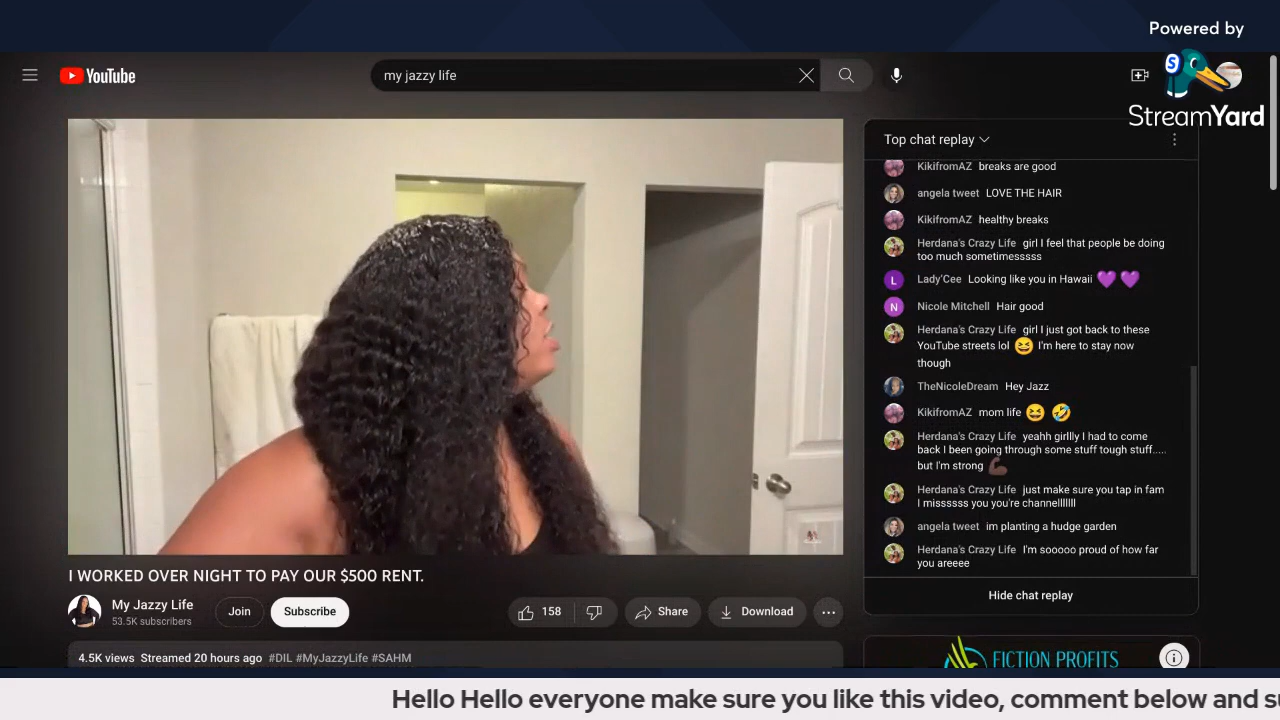 Powered by
StreamYard
YouTube
my jazzy life
Top chat replay
KikifromAZ breaks are good
angela tweet LOVE THE HAIR
KikifromAZ healthy breaks
Herdana's Crazy Life girl I feel that people be doing
too much sometimesssss
L Lady'Cee Looking like you in Hawaii 💜 💜
N Nicole Mitchell Hair good
Herdana's Crazy Life girl I just got back to these
YouTube streets lol 😆 I'm here to stay now
though
TheNicoleDream Hey Jazz
KikifromAZ mom life 😆 🤣
Herdana's Crazy Life yeahh girllly I had to come
back I been going through some stuff tough stuff.....
but I'm strong 💪🏿
Herdana's Crazy Life just make sure you tap in fam
I missssss you you're channelllllll
angela tweet im planting a hudge garden
Herdana's Crazy Life I'm sooooo proud of how far
you areeee
Hide chat replay
I WORKED OVER NIGHT TO PAY OUR $500 RENT.
My Jazzy Life
53.5K subscribers
Join
Subscribe
158
Share
Download
4.5K views Streamed 20 hours ago #DIL #MyJazzyLife #SAHM
FICTION PROFITS
Hello Hello everyone make sure you like this video, comment below and